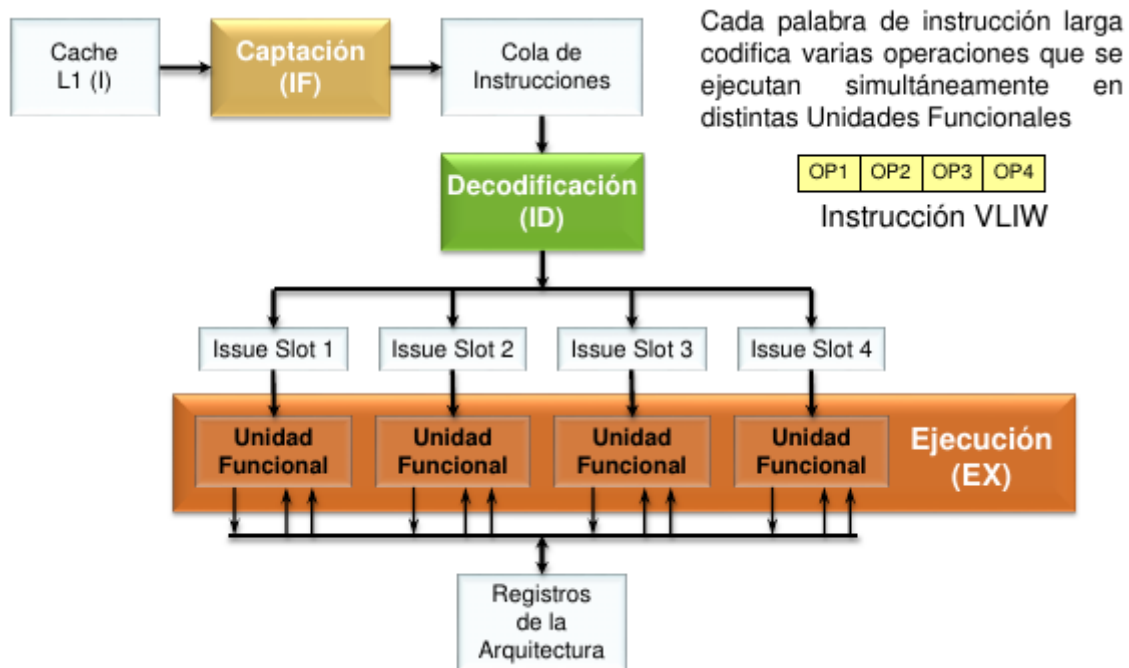 Cache
L1 (I)
Captación
(IF)
Cola de
Instrucciones
Cada palabra de instrucción larga
codifica varias operaciones que se
ejecutan simultáneamente en
distintas Unidades Funcionales
OP1 OP2 OP3 OP4
Instrucción VLIW
Decodificación
(ID)
Issue Slot 1
Issue Slot 2
Issue Slot 3
Issue Slot 4
Unidad
Funcional
Unidad
Funcional
Unidad
Funcional
Unidad
Funcional
Ejecución
(EX)
Registros
de la
Arquitectura